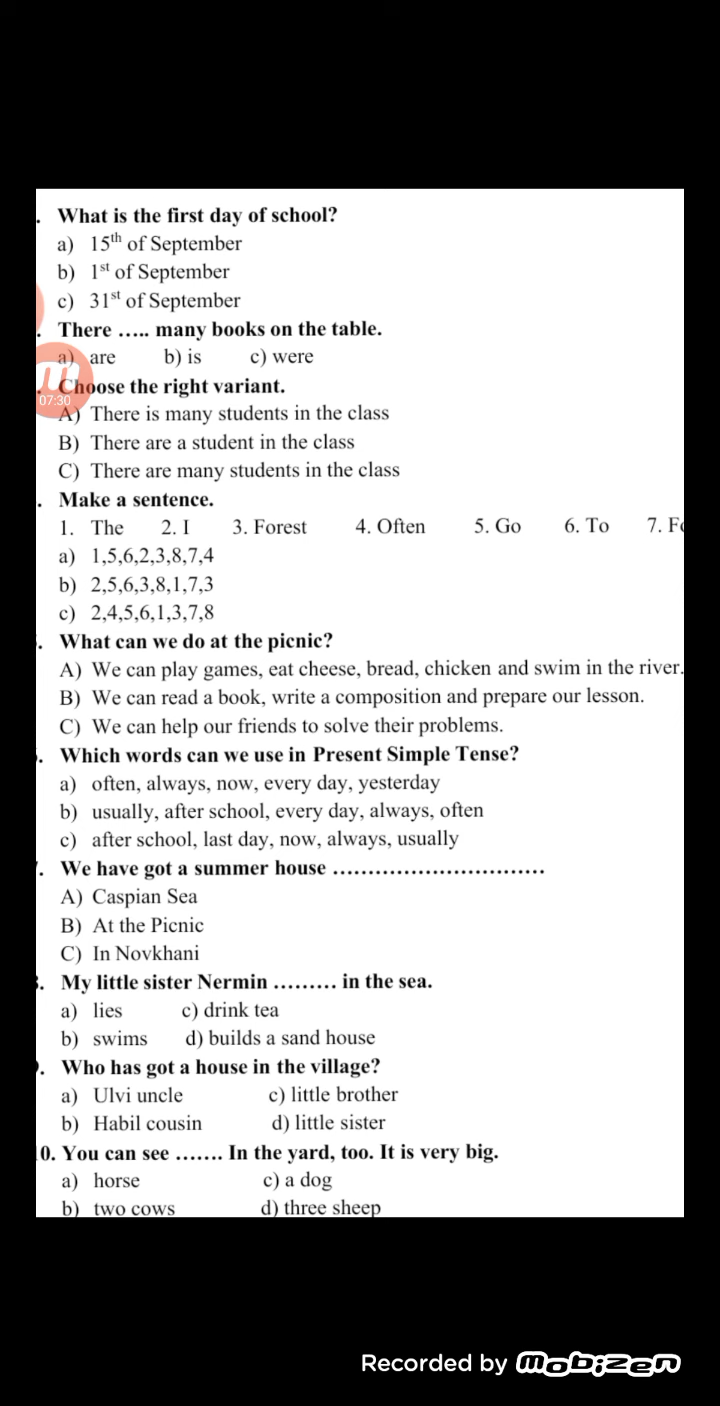 . What is the first day of school?
a) 15th of September
b) 1st of September
c) 31st of September
. There ..... many books on the table.
a) are b) is c) were
Choose the right variant.
07:30
A) There is many students in the class
B) There are a student in the class
C) There are many students in the class
. Make a sentence.
1. The 2. I 3. Forest 4. Often 5. Go 6. To 7.
a) 1,5,6,2,3,8,7,4
b) 2,5,6,3,8,1,7,3
c) 2,4,5,6,1,3,7,8
. What can we do at the picnic?
A) We can play games, eat cheese, bread, chicken and swim in the river.
B) We can read a book, write a composition and prepare our lesson.
C) We can help our friends to solve their problems.
. Which words can we use in Present Simple Tense?
a) often, always, now, every day, yesterday
b) usually, after school, every day, always, often
c) after school, last day, now, always, usually
. We have got a summer house ..............................
A) Caspian Sea
B) At the Picnic
C) In Novkhani
. My little sister Nermin ......... in the sea.
a) lies c) drink tea
b) swims d) builds a sand house
. Who has got a house in the village?
a) Ulvi uncle c) little brother
b) Habil cousin d) little sister
0. You can see ....... In the yard, too. It is very big.
a) horse c) a dog
b) two cows d) three sheep
Recorded by mobizen